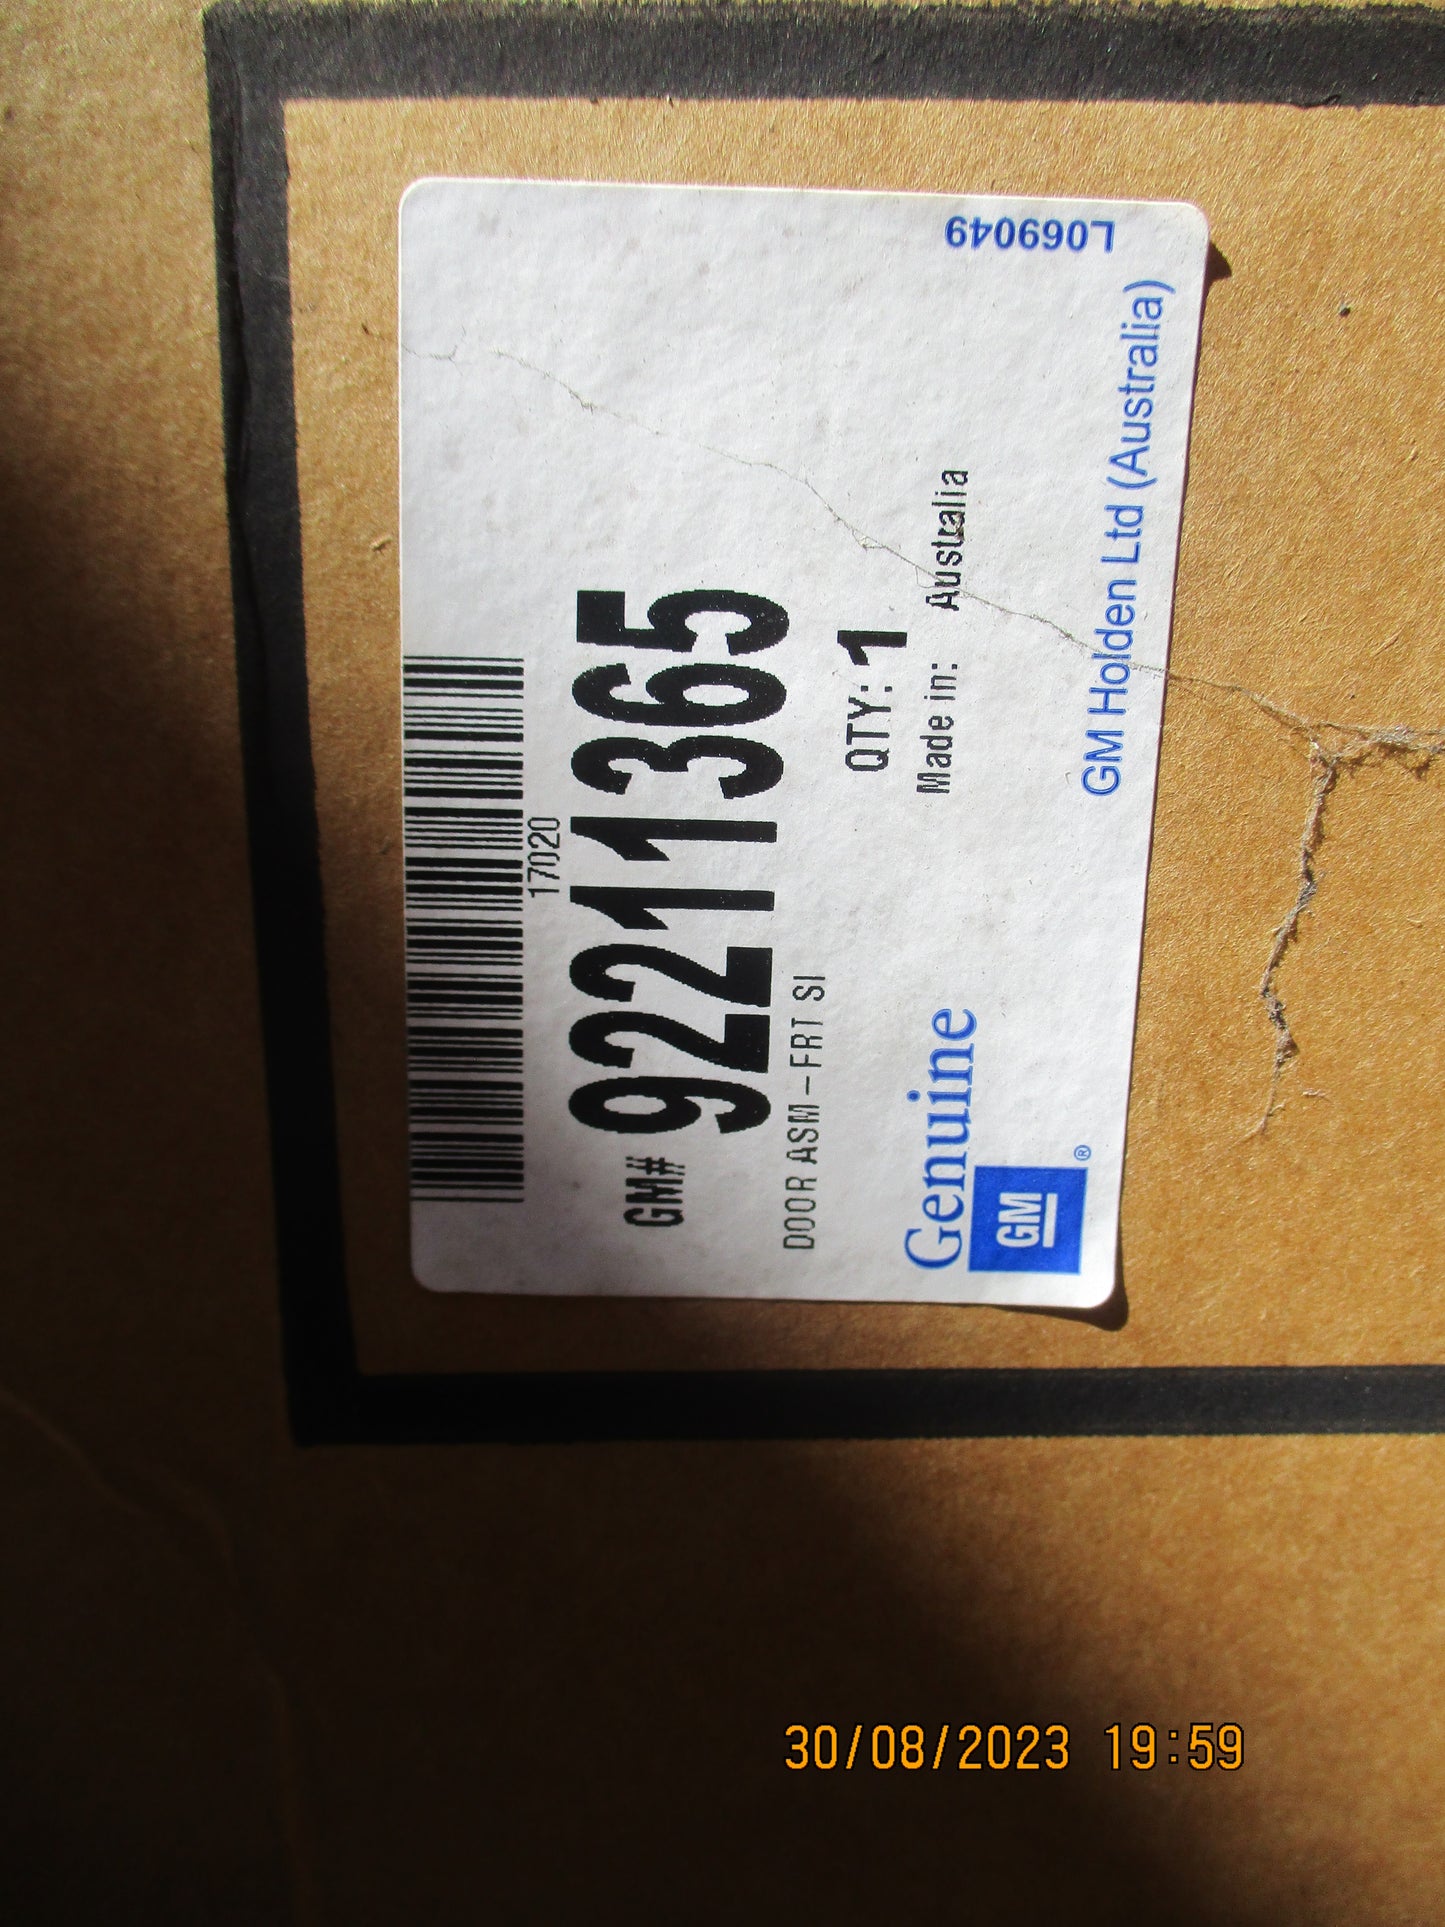 17020
GM# 92211365
DOOR ASM – FRT SI
QTY: 1
Made in: Australia
Genuine
GM ®
GM Holden Ltd (Australia)
L069049
30/08/2023 19:59